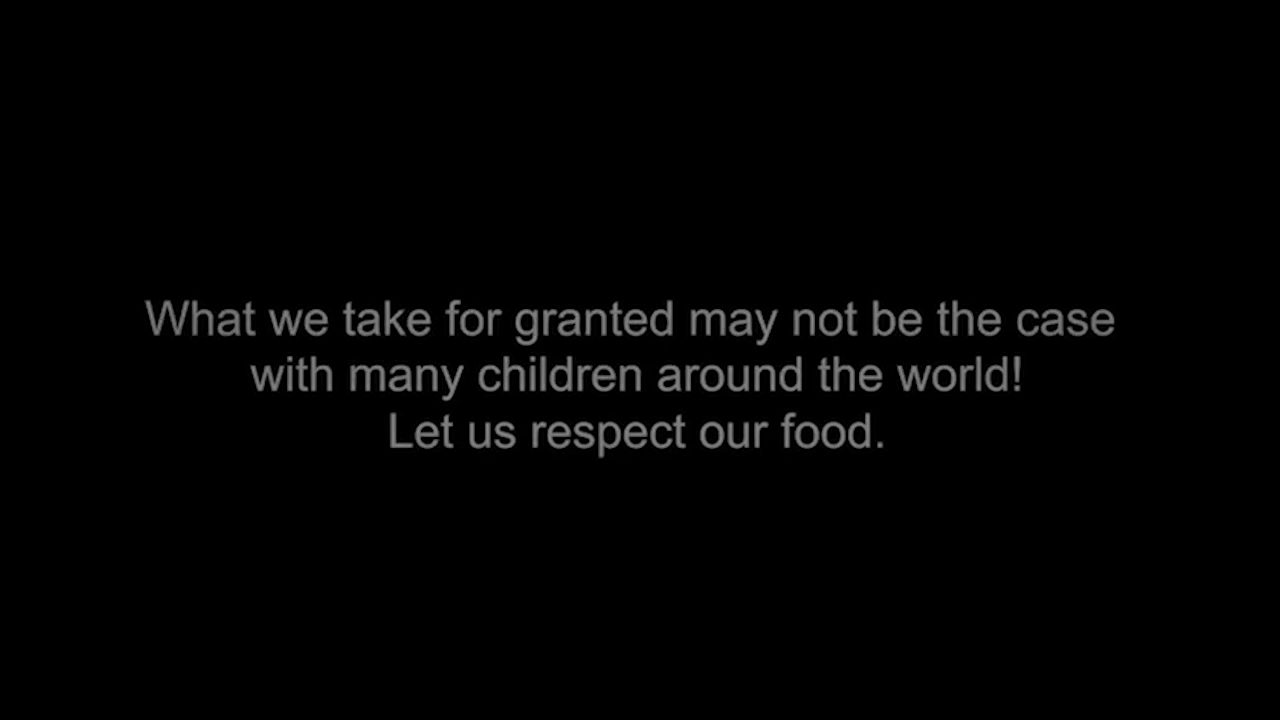 What we take for granted may not be the case
with many children around the world!
Let us respect our food.